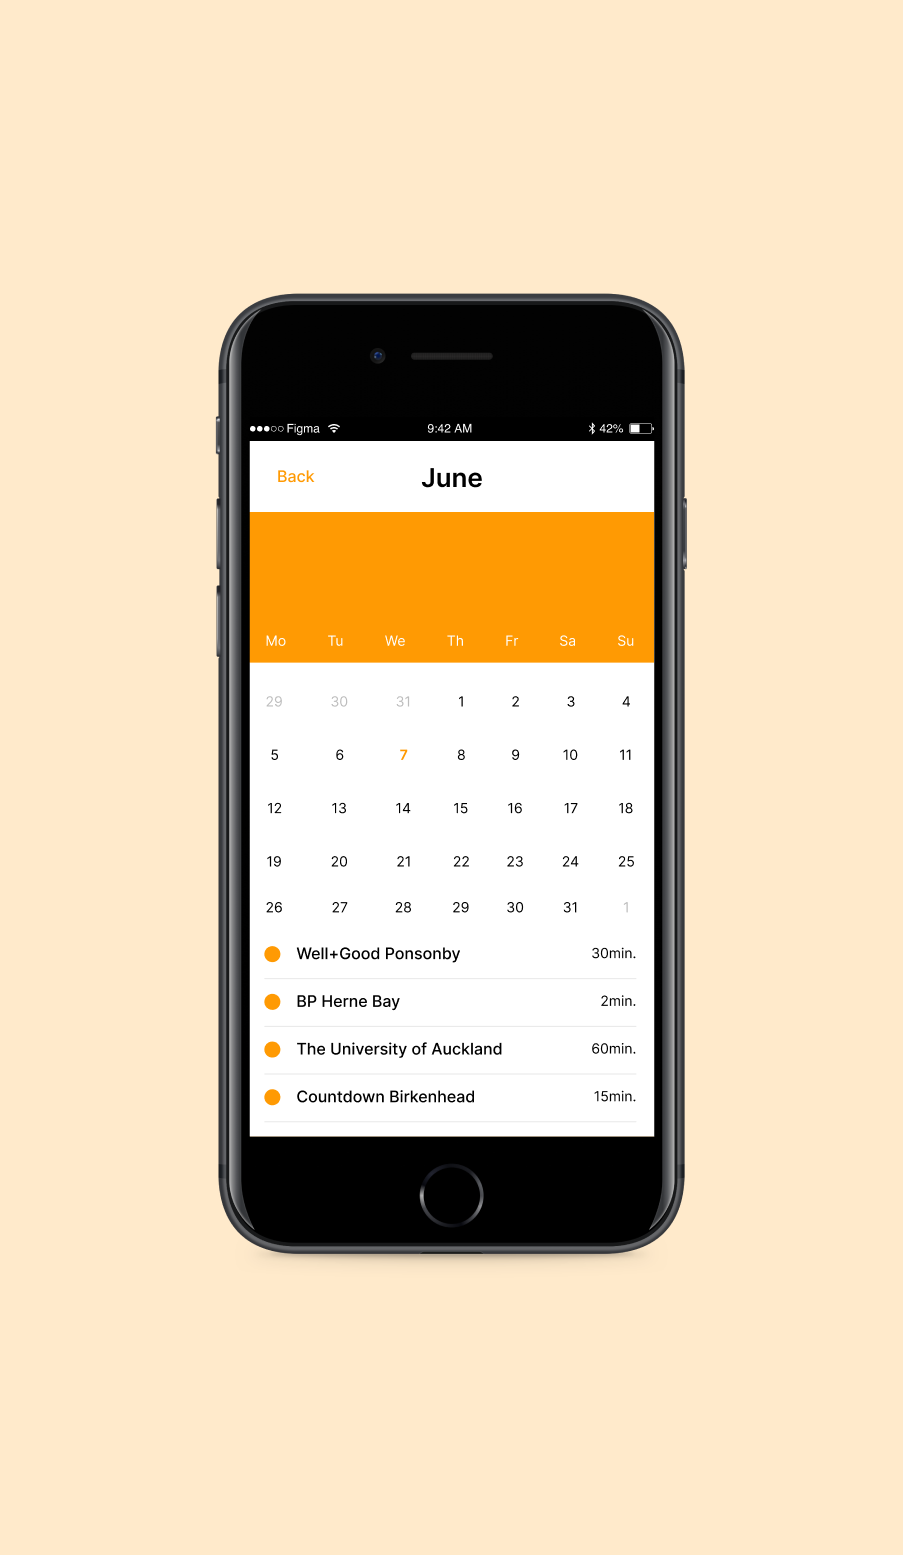 Figma 9:42 AM 42%
Back June
Mo Tu We Th Fr Sa Su
29 30 31 1 2 3 4
5 6 7 8 9 10 11
12 13 14 15 16 17 18
19 20 21 22 23 24 25
26 27 28 29 30 31 1
Well+Good Ponsonby 30min.
BP Herne Bay 2min.
The University of Auckland 60min.
Countdown Birkenhead 15min.